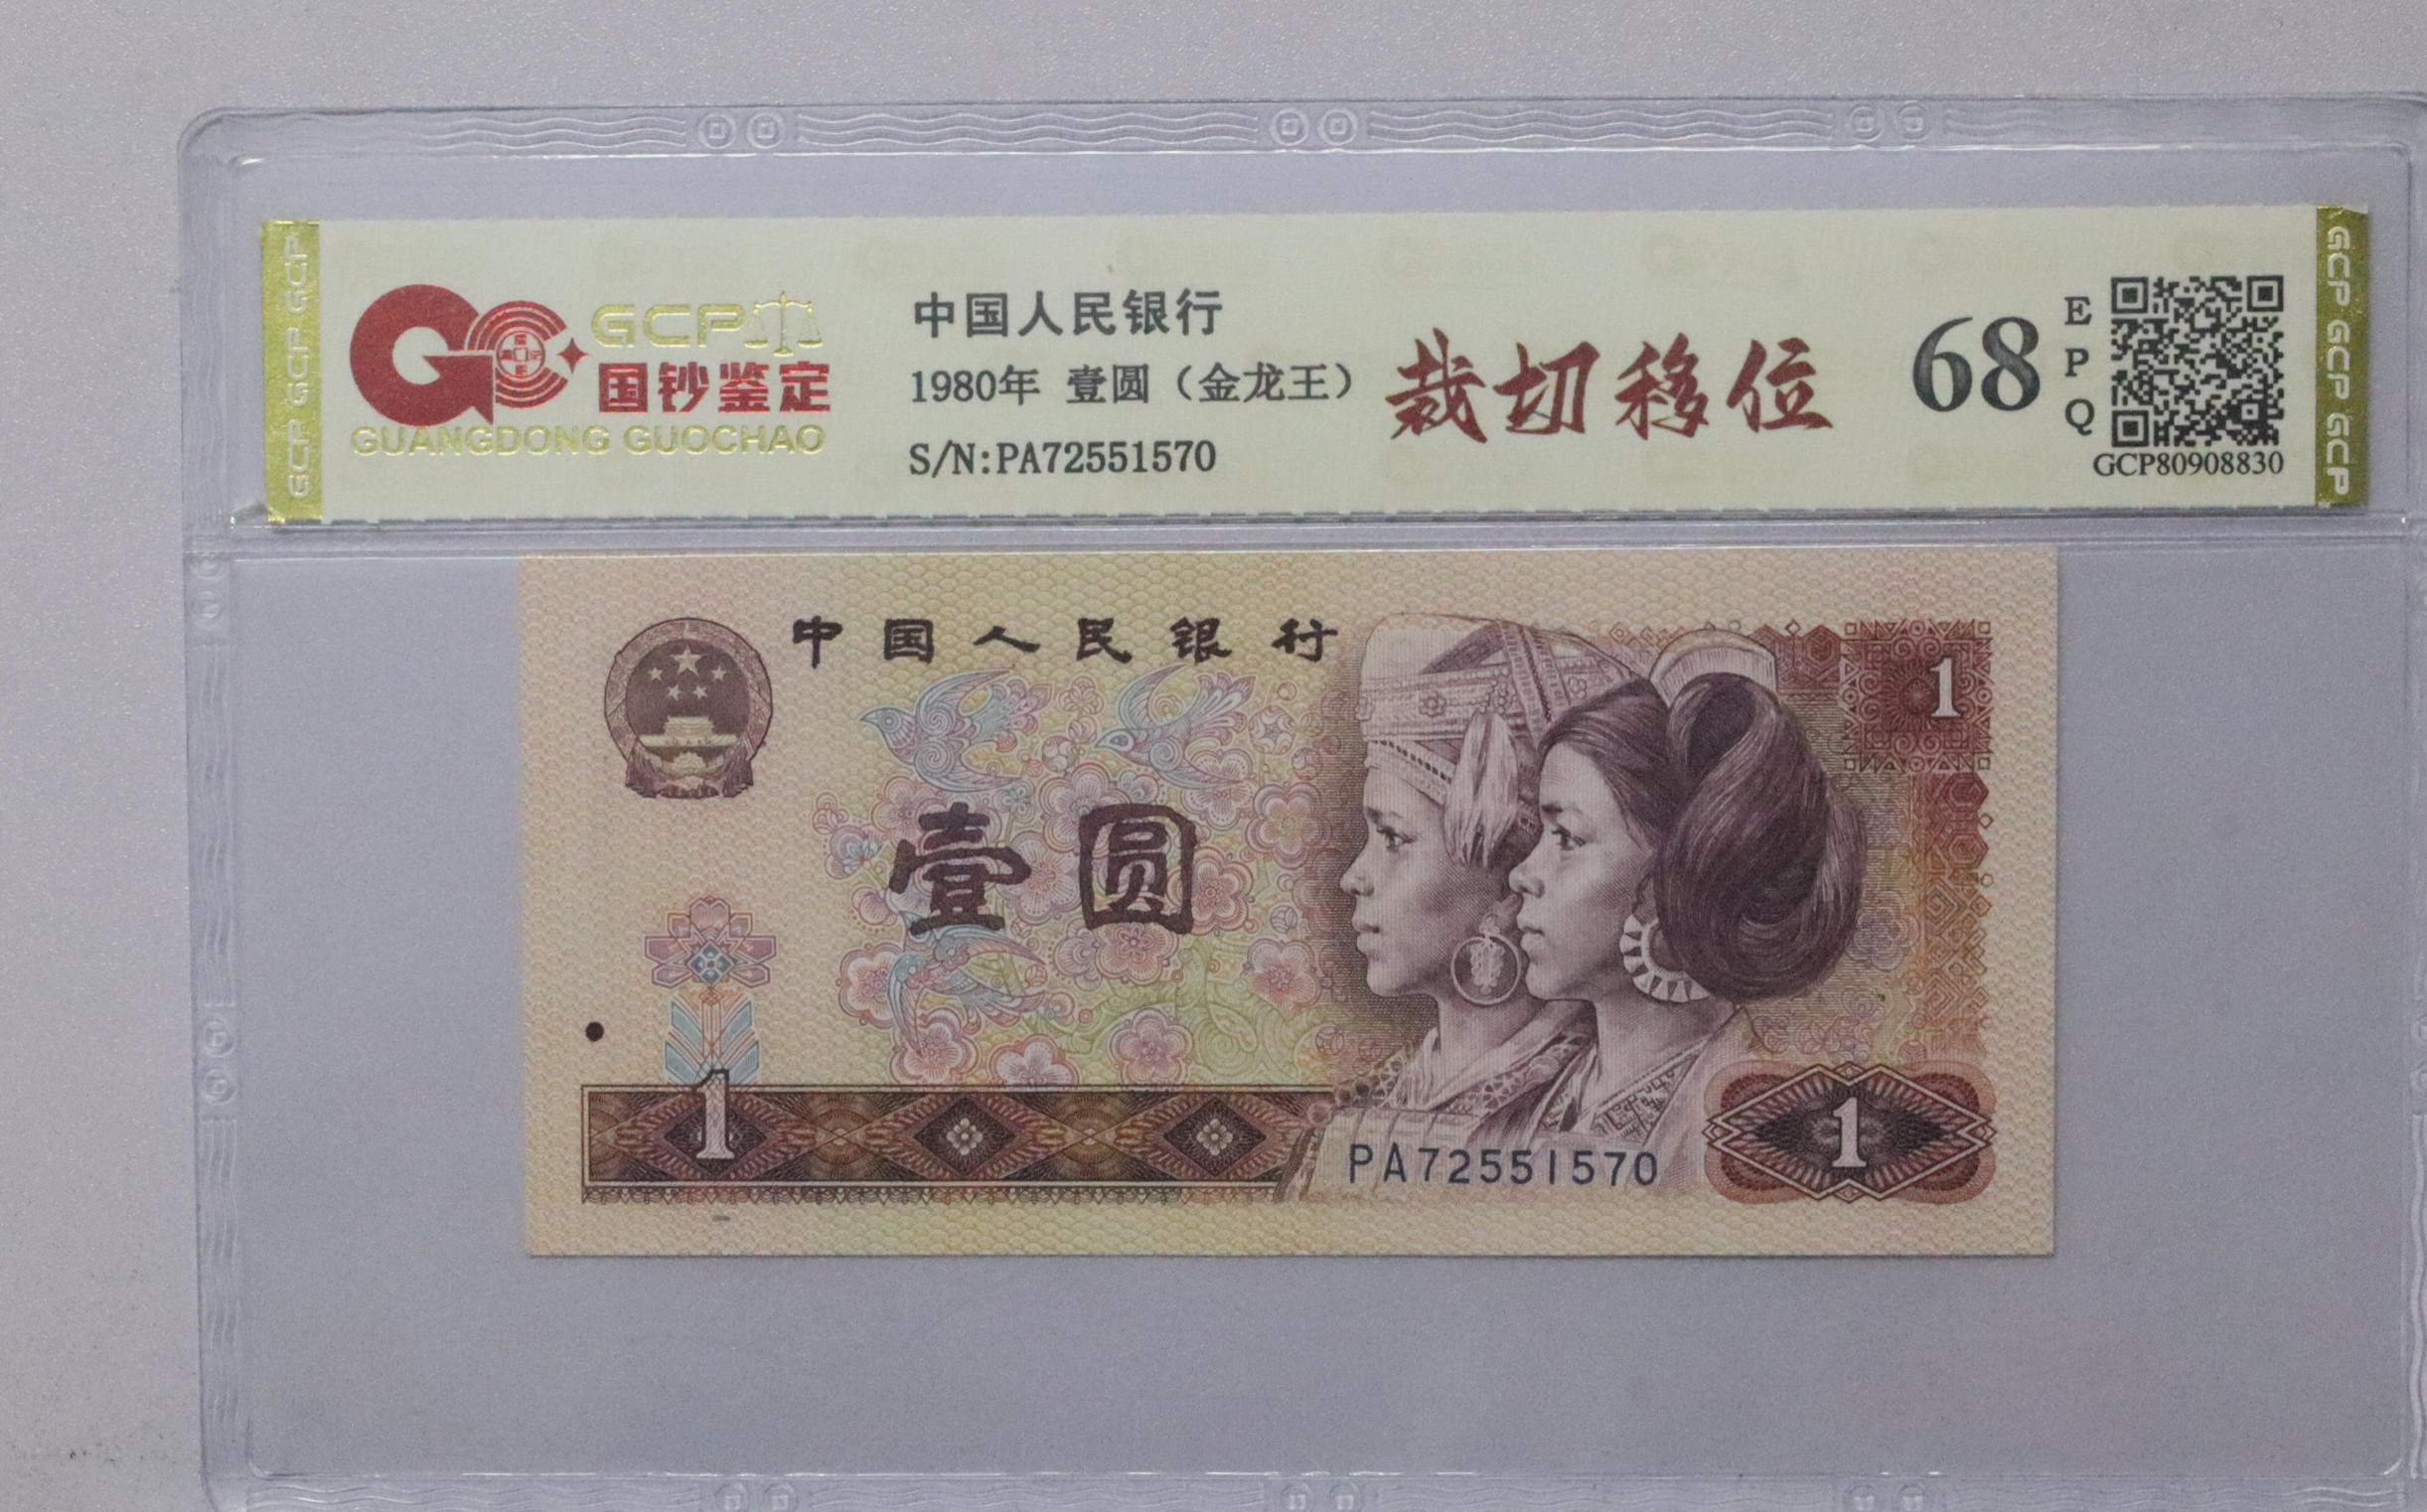 GCP
国钞鉴定
GUANGDONG GUOCHAO
中国人民银行
1980年 壹圆（金龙王）
S/N:PA72551570
裁切移位
68
EPQ
GCP80908830
GCP GCP GCP
GCP GCP GCP
中国人民银行
1
壹圆
1
PA72551570
1